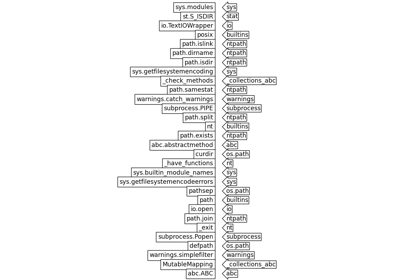 sys.modules sys
st.S_ISDIR stat
io.TextIOWrapper io
posix builtins
path.islink ntpath
path.dirname ntpath
path.isdir ntpath
sys.getfilesystemencoding sys
_check_methods _collections_abc
path.samestat ntpath
warnings.catch_warnings warnings
subprocess.PIPE subprocess
path.split ntpath
nt builtins
path.exists ntpath
abc.abstractmethod abc
curdir os.path
_have_functions nt
sys.builtin_module_names sys
sys.getfilesystemencodeerrors sys
pathsep os.path
path builtins
io.open io
path.join ntpath
_exit nt
subprocess.Popen subprocess
defpath os.path
warnings.simplefilter warnings
MutableMapping _collections_abc
abc.ABC abc